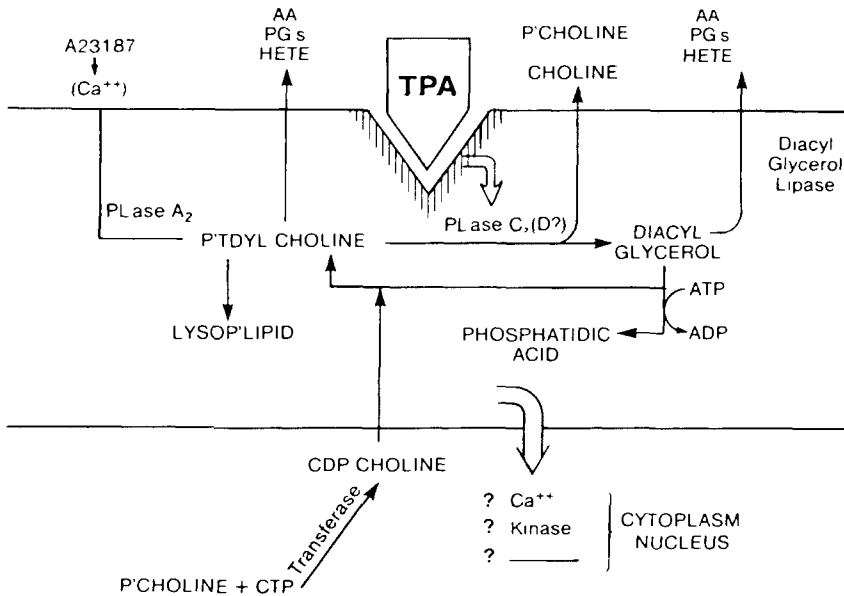 A23187
(Ca++)
AA
PGs
HETE
TPA
P'CHOLINE
CHOLINE
AA
PGs
HETE
Diacyl
Glycerol
Lipase
PLase A2
PLase C,(D?)
P'TDYL CHOLINE
DIACYL
GLYCEROL
ATP
ADP
LYSOP'LIPID
PHOSPHATIDIC
ACID
CDP CHOLINE
Transferase
P'CHOLINE + CTP
? Ca++
? Kinase
?
CYTOPLASM
NUCLEUS